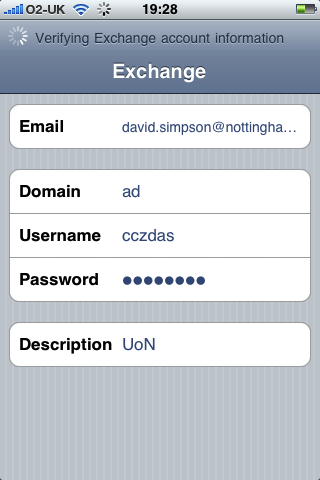 O2-UK 19:28
Verifying Exchange account information
Exchange
Email david.simpson@nottingha…
Domain ad
Username cczdas
Password ●●●●●●●●
Description UoN